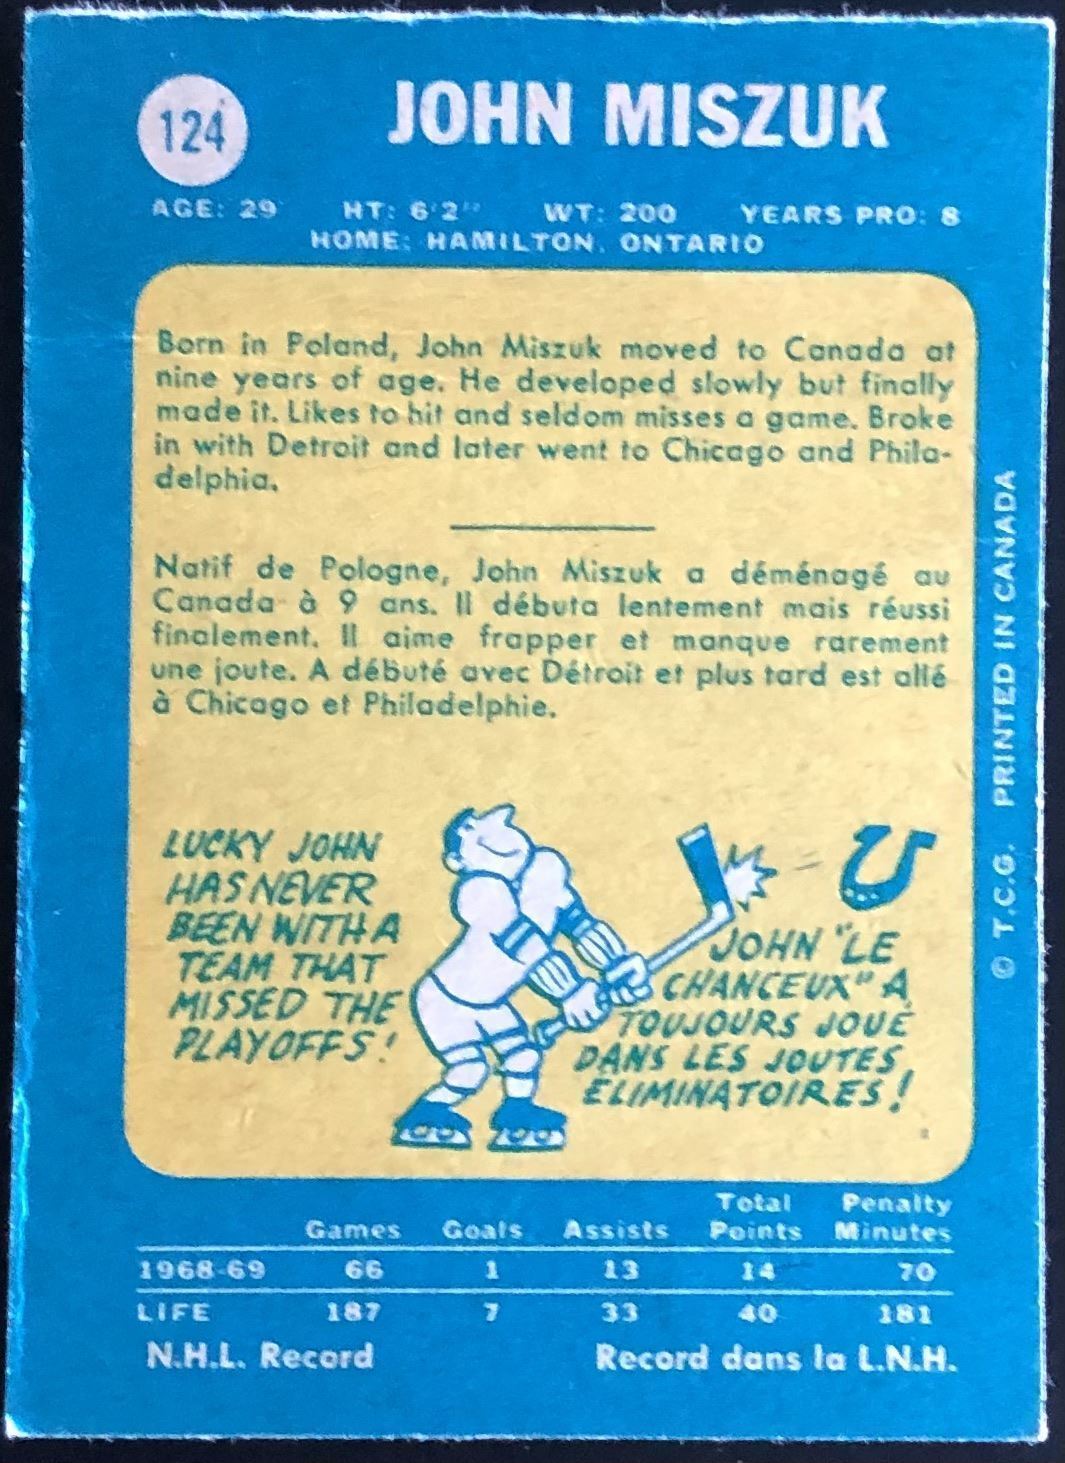 124
JOHN MISZUK
AGE: 29 HT: 6'2" WT: 200 YEARS PRO: 8
HOME: HAMILTON, ONTARIO
Born in Poland, John Miszuk moved to Canada at
nine years of age. He developed slowly but finally
made it. Likes to hit and seldom misses a game. Broke
in with Detroit and later went to Chicago and Phila-
delphia.
Natif de Pologne, John Miszuk a déménagé au
Canada à 9 ans. Il débuta lentement mais réussi
finalement. Il aime frapper et manque rarement
une joute. A débuté avec Détroit et plus tard est allé
à Chicago et Philadelphie.
LUCKY JOHN
HAS NEVER
BEEN WITH A
TEAM THAT
MISSED THE
PLAYOFFS!
JOHN "LE
CHANCEUX" A
TOUJOURS JOUÉ
DANS LES JOUTES
ÉLIMINATOIRES!
© T.C.G. PRINTED IN CANADA
Games Goals Assists Total Points Penalty Minutes
1968-69 66 1 13 14 70
LIFE 187 7 33 40 181
N.H.L. Record Record dans la L.N.H.